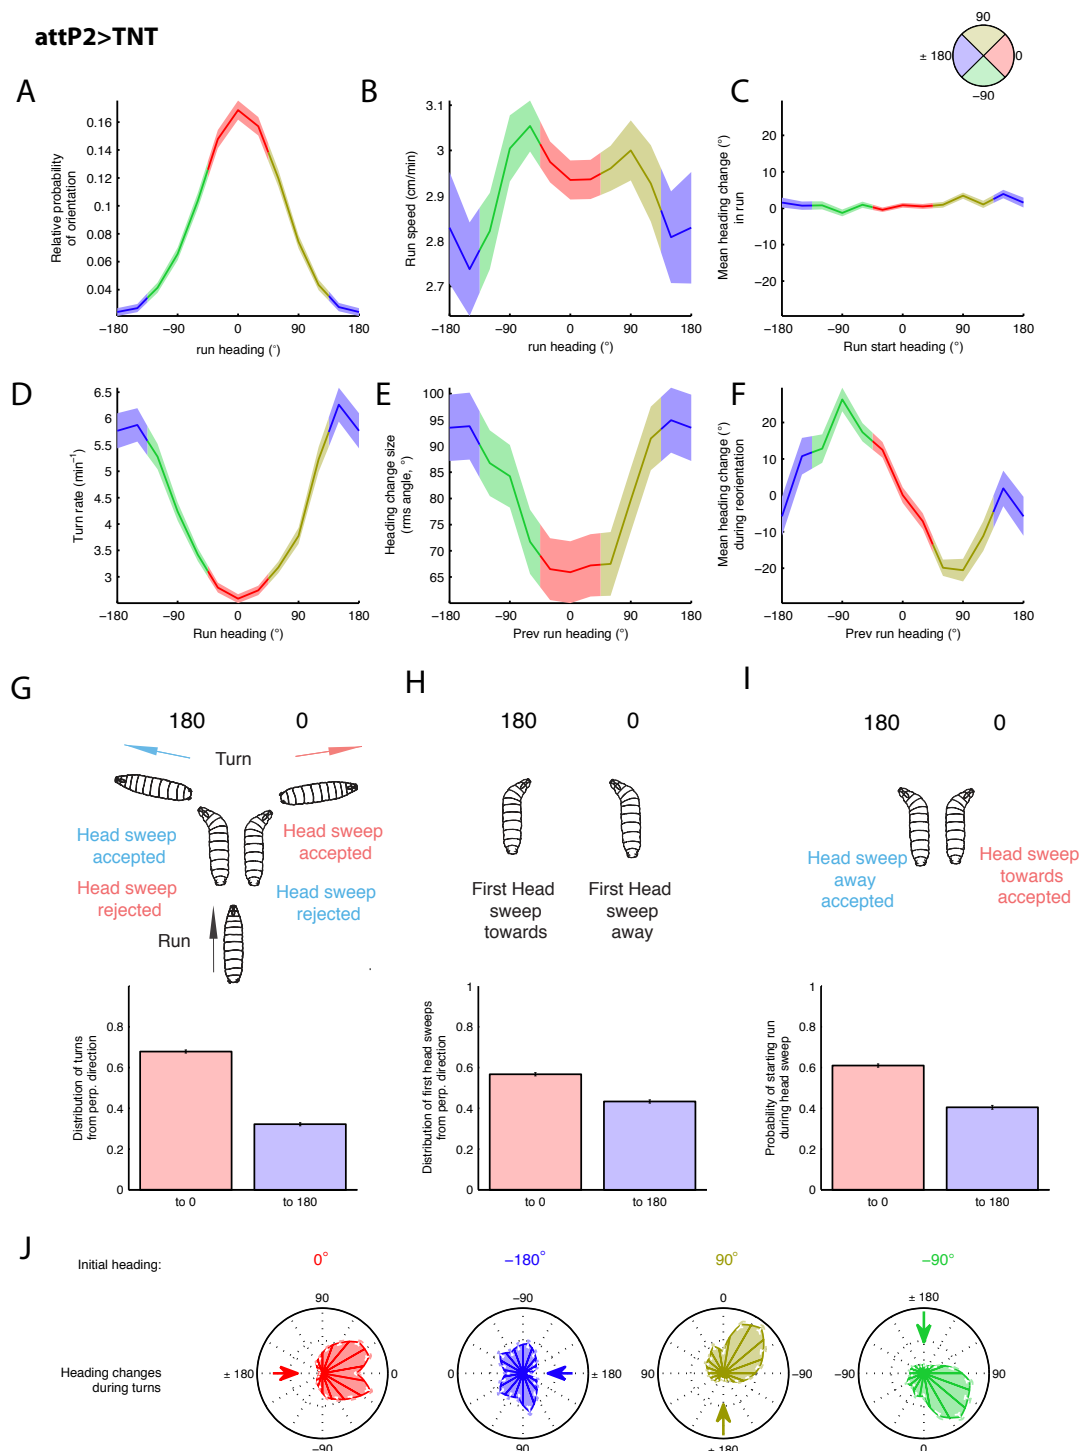 attP2>TNT
90
± 180
0
−90
A
Relative probability
of orientation
0.16
0.14
0.12
0.1
0.08
0.06
0.04
−180
−90
0
90
180
run heading (°)
B
Run speed (cm/min)
3.1
3
2.9
2.8
2.7
−180
−90
0
90
180
run heading (°)
C
Mean heading change (°)
in run
20
10
0
−10
−20
−180
−90
0
90
180
Run start heading (°)
D
Turn rate (min⁻¹)
6.5
6
5.5
5
4.5
4
3.5
3
−180
−90
0
90
180
Run heading (°)
E
Heading change size
(rms angle, °)
100
95
90
85
80
75
70
65
−180
−90
0
90
180
Prev run heading (°)
F
Mean heading change (°)
during reorientation
20
10
0
−10
−20
−180
−90
0
90
180
Prev run heading (°)
G
180
0
Turn
Head sweep
accepted
Head sweep
accepted
Head sweep
rejected
Head sweep
rejected
Run
Distribution of turns
from perp. direction
0.8
0.6
0.4
0.2
0
to 0
to 180
H
180
0
First Head
sweep
towards
First Head
sweep
away
Distribution of first head sweeps
from perp. direction
1
0.8
0.6
0.4
0.2
0
to 0
to 180
I
180
0
Head sweep
away
accepted
Head sweep
towards
accepted
Probability of starting run
during head sweep
1
0.8
0.6
0.4
0.2
0
to 0
to 180
J
Initial heading:
0°
−180°
90°
−90°
Heading changes
during turns
90
± 180
0
−90
−90
0
± 180
90
0
90
−90
± 180
± 180
−90
90
0